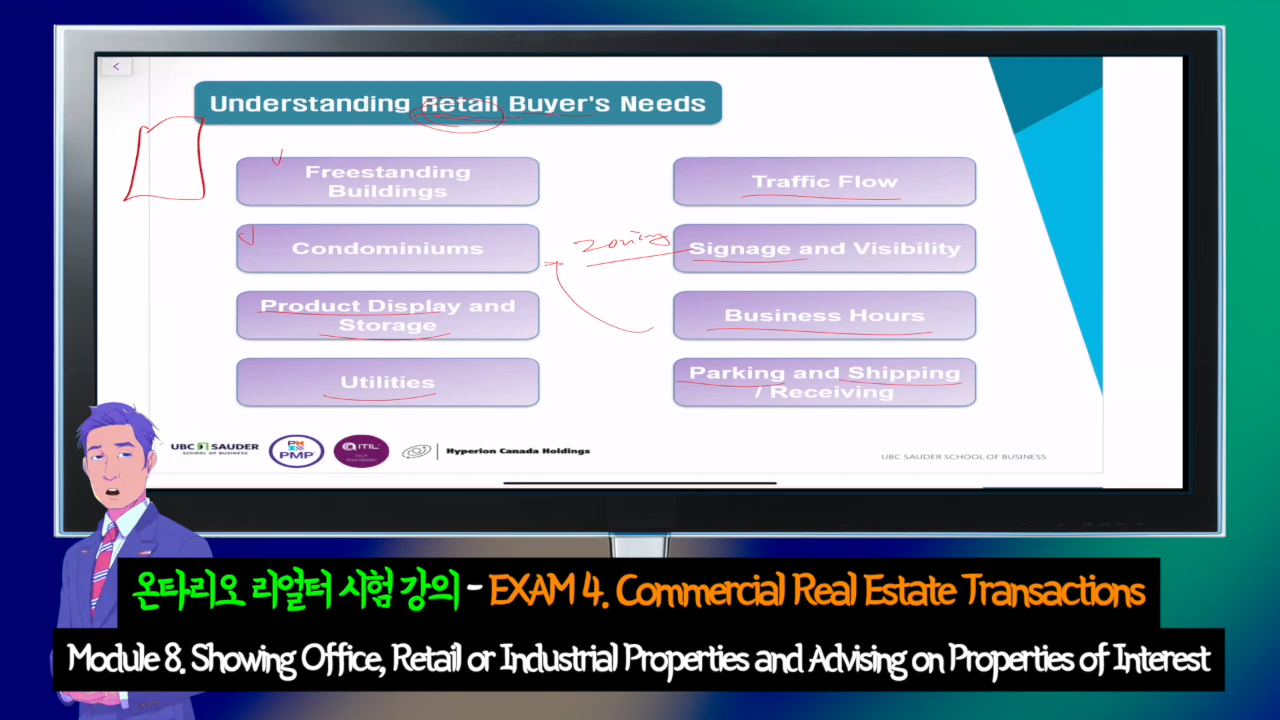 <
Understanding Retail Buyer's Needs
Freestanding
Buildings
Traffic Flow
Condominiums
zoning
Signage and Visibility
Product Display and
Storage
Business Hours
Utilities
Parking and Shipping
/ Receiving
UBC SAUDER
SCHOOL OF BUSINESS
PMP
ITIL
Hyperion Canada Holdings
UBC SAUDER SCHOOL OF BUSINESS
온타리오 리얼터 시험 강의 - EXAM 4. Commercial Real Estate Transactions
Module 8. Showing Office, Retail or Industrial Properties and Advising on Properties of Interest